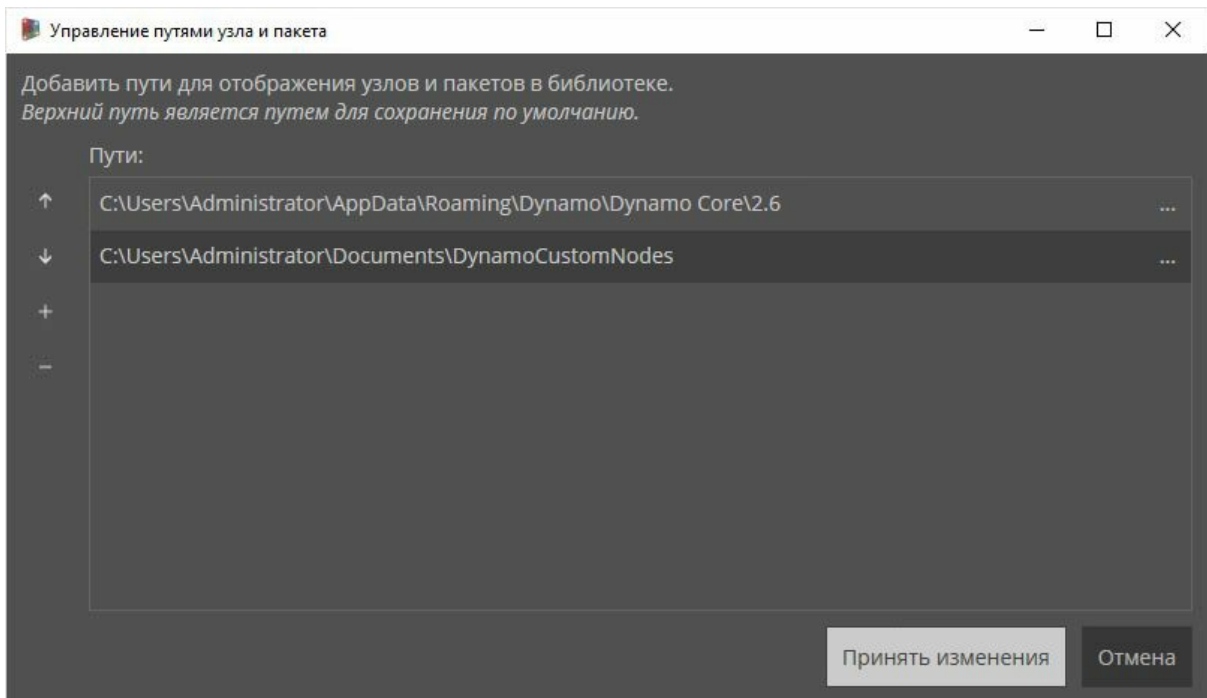 Управление путями узла и пакета
Добавить пути для отображения узлов и пакетов в библиотеке.
Верхний путь является путем для сохранения по умолчанию.
Пути:
C:\Users\Administrator\AppData\Roaming\Dynamo\Dynamo Core\2.6 ...
C:\Users\Administrator\Documents\DynamoCustomNodes ...
Принять изменения Отмена